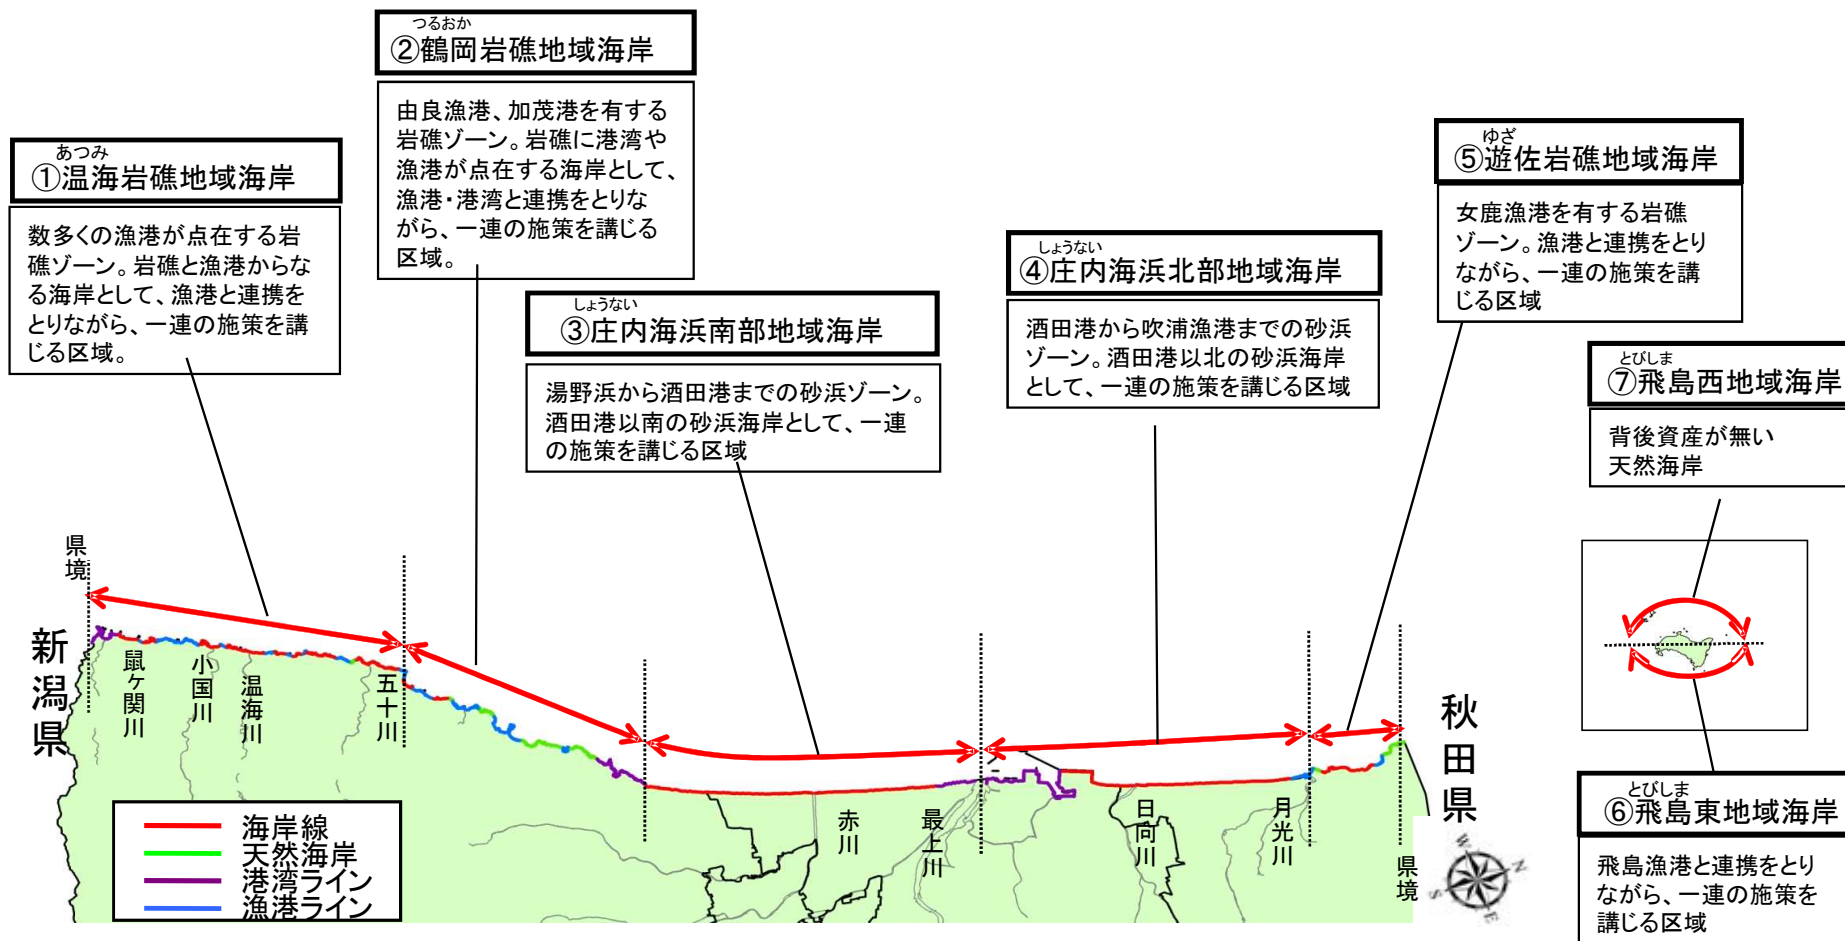 つるおか
②鶴岡岩礁地域海岸
由良漁港、加茂港を有する
岩礁ゾーン。岩礁に港湾や
漁港が点在する海岸として、
漁港・港湾と連携をとりな
がら、一連の施策を講じる
区域。
あつみ
①温海岩礁地域海岸
数多くの漁港が点在する岩
礁ゾーン。岩礁と漁港からな
る海岸として、漁港と連携を
とりながら、一連の施策を講
じる区域。
しょうない
③庄内海浜南部地域海岸
湯野浜から酒田港までの砂浜ゾーン。
酒田港以南の砂浜海岸として、一連
の施策を講じる区域
しょうない
④庄内海浜北部地域海岸
酒田港から吹浦漁港までの砂浜
ゾーン。酒田港以北の砂浜海岸
として、一連の施策を講じる区域
ゆざ
⑤遊佐岩礁地域海岸
女鹿漁港を有する岩礁
ゾーン。漁港と連携をとり
ながら、一連の施策を講
じる区域
とびしま
⑦飛島西地域海岸
背後資産が無い
天然海岸
とびしま
⑥飛島東地域海岸
飛島漁港と連携をとり
ながら、一連の施策を
講じる区域
県境
新潟県
鼠ヶ関川
小国川
温海川
五十川
赤川
最上川
日向川
月光川
県境
秋田県
海岸線
天然海岸
港湾ライン
漁港ライン
W
N
S
E